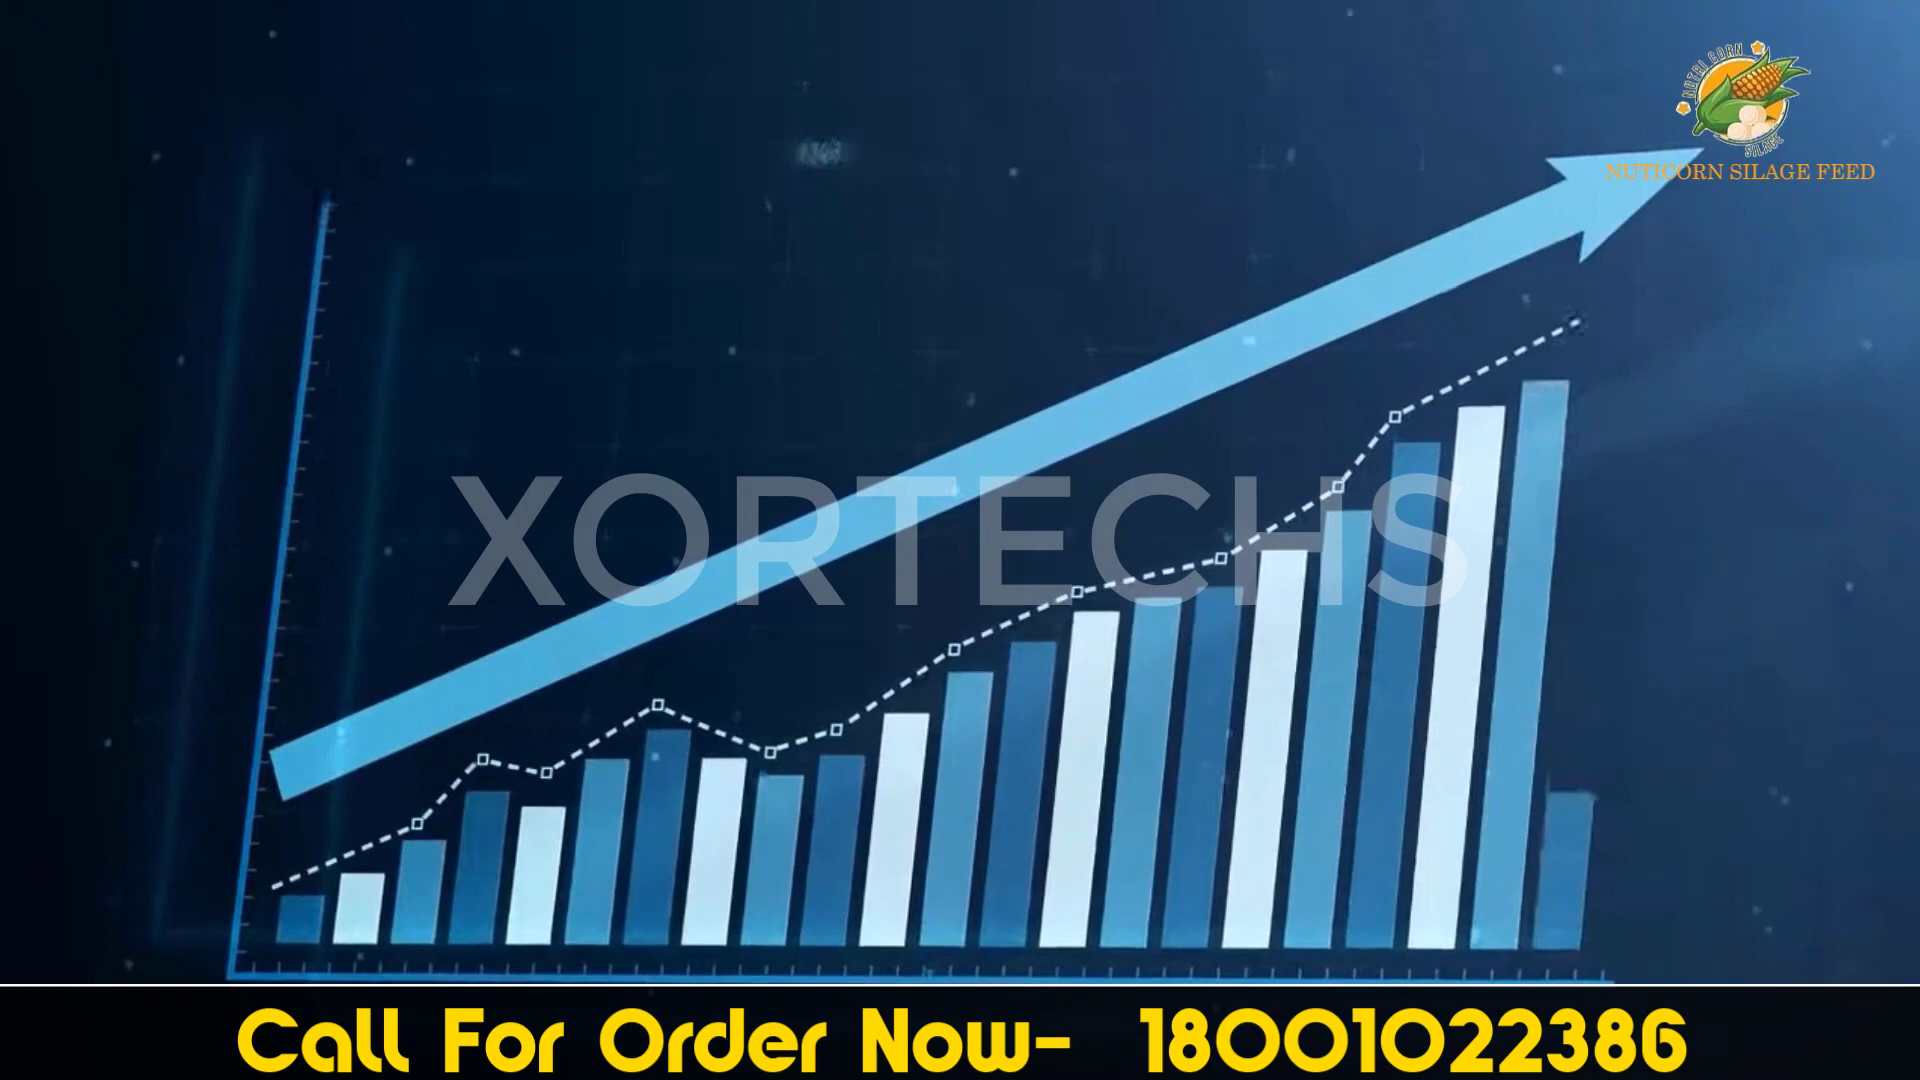 NUTRI CORN
SILAGE
NUTICORN SILAGE FEED
XORTECHS
Call For Order Now- 18001022386